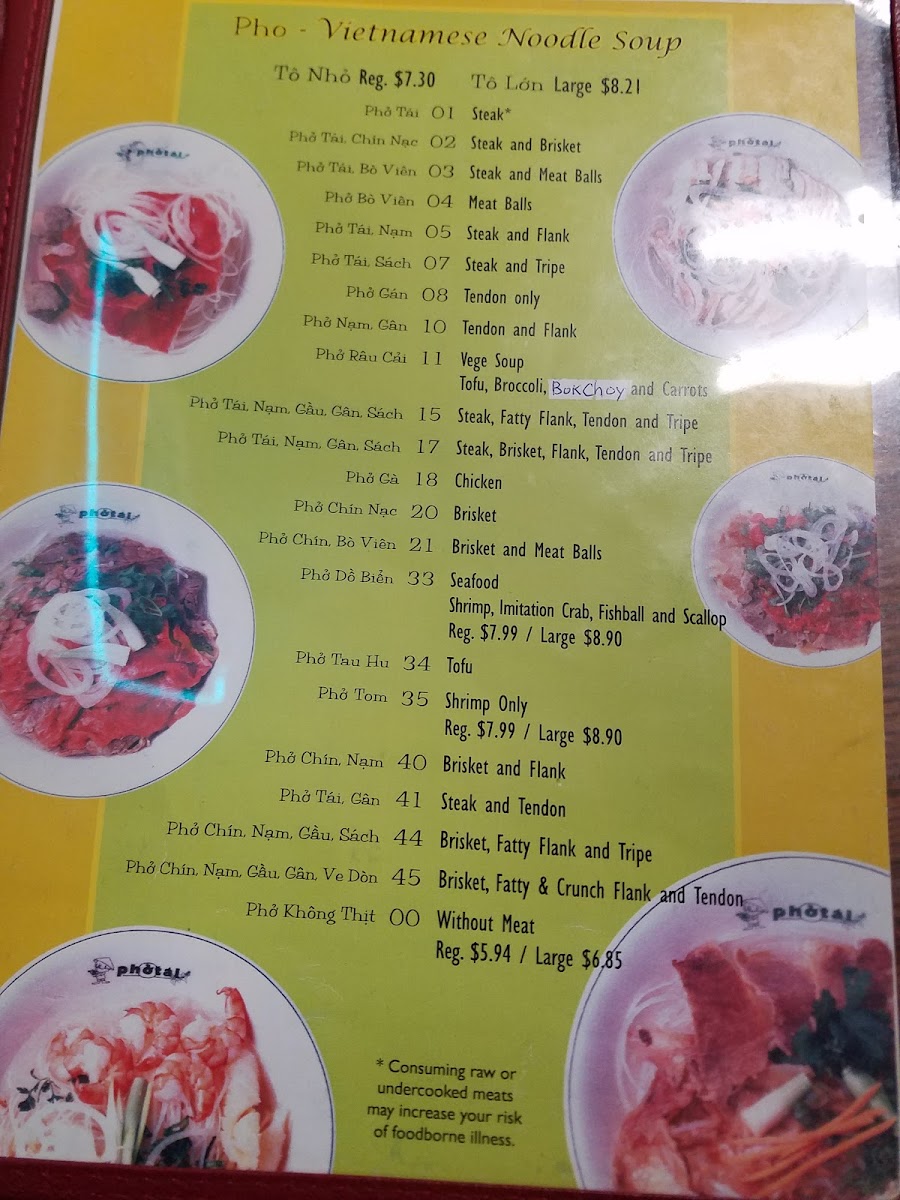 Pho - Vietnamese Noodle Soup
Tô Nhỏ Reg. $7.30 Tô Lớn Large $8.21
Phở Tái 01 Steak*
Phở Tái, Chín Nạc 02 Steak and Brisket
Phở Tái, Bò Viên 03 Steak and Meat Balls
Phở Bò Viên 04 Meat Balls
Phở Tái, Nạm 05 Steak and Flank
Phở Tái, Sách 07 Steak and Tripe
Phở Gán 08 Tendon only
Phở Nạm, Gân 10 Tendon and Flank
Phở Râu Cải 11 Vege Soup
Tofu, Broccoli, BokChoy and Carrots
Phở Tái, Nạm, Gầu, Gân, Sách 15 Steak, Fatty Flank, Tendon and Tripe
Phở Tái, Nạm, Gân, Sách 17 Steak, Brisket, Flank, Tendon and Tripe
Phở Gà 18 Chicken
Phở Chín Nạc 20 Brisket
Phở Chín, Bò Viên 21 Brisket and Meat Balls
Phở Dồ Biển 33 Seafood
Shrimp, Imitation Crab, Fishball and Scallop
Reg. $7.99 / Large $8.90
Phở Tau Hu 34 Tofu
Phở Tom 35 Shrimp Only
Reg. $7.99 / Large $8.90
Phở Chín, Nạm 40 Brisket and Flank
Phở Tái, Gân 41 Steak and Tendon
Phở Chín, Nạm, Gầu, Sách 44 Brisket, Fatty Flank and Tripe
Phở Chín, Nạm, Gầu, Gân, Ve Dòn 45 Brisket, Fatty & Crunch Flank and Tendon
Phở Không Thịt 00 Without Meat
Reg. $5.94 / Large $6.85
* Consuming raw or
undercooked meats
may increase your risk
of foodborne illness.
phởtái
phởtái
phởtái
phởtái
phởtái
phởtái